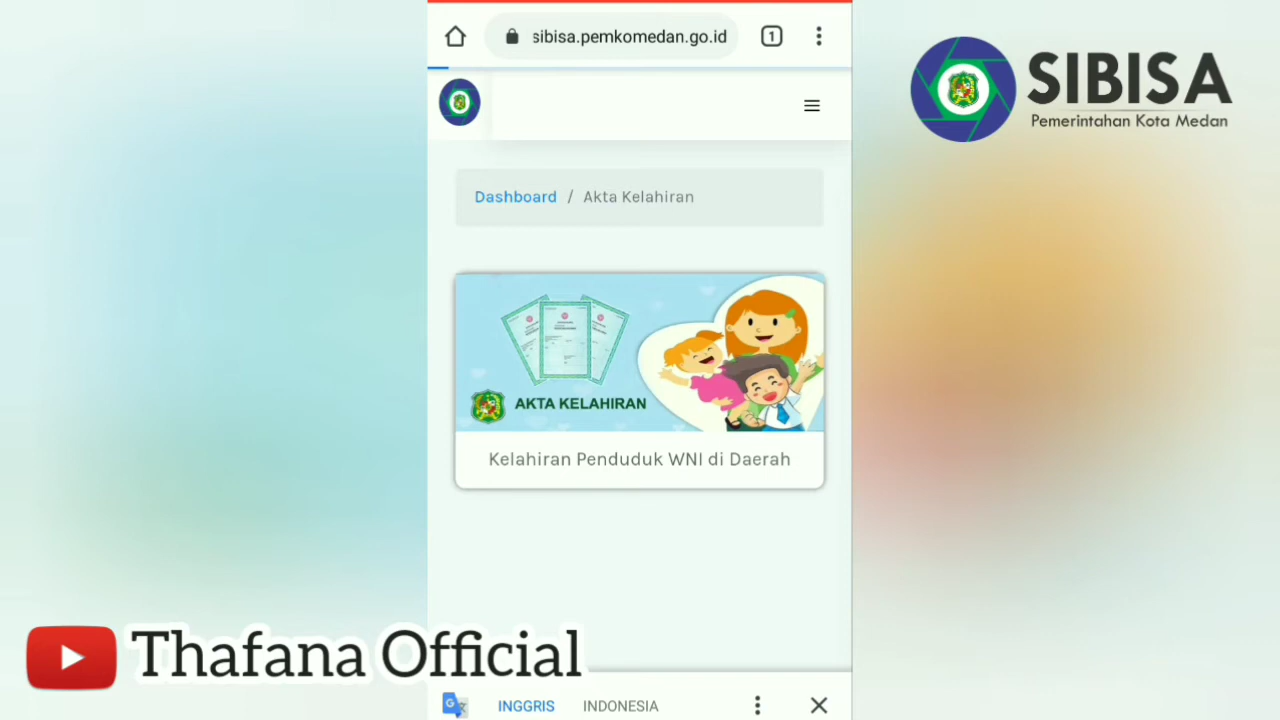 sibisa.pemkomedan.go.id
1
SIBISA
Pemerintahan Kota Medan
Dashboard / Akta Kelahiran
AKTA KELAHIRAN
Kelahiran Penduduk WNI di Daerah
Thafana Official
INGGRIS INDONESIA